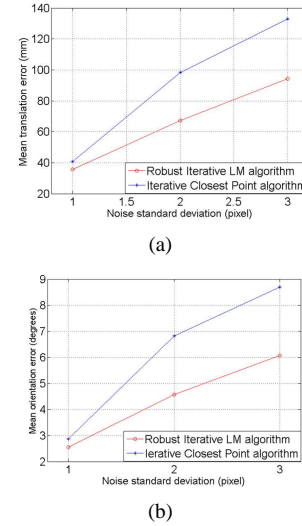 140
120
100
80
60
40
20
Mean translation error (mm)
Robust Iterative LM algorithm
Iterative Closest Point algorithm
1 1.5 2 2.5 3
Noise standard deviation (pixel)
(a)
9
8
7
6
5
4
3
2
Mean orientation error (degrees)
Robust Iterative LM algorithm
Ierative Closest Point algorithm
1 2 3
Noise standard deviation (pixel)
(b)